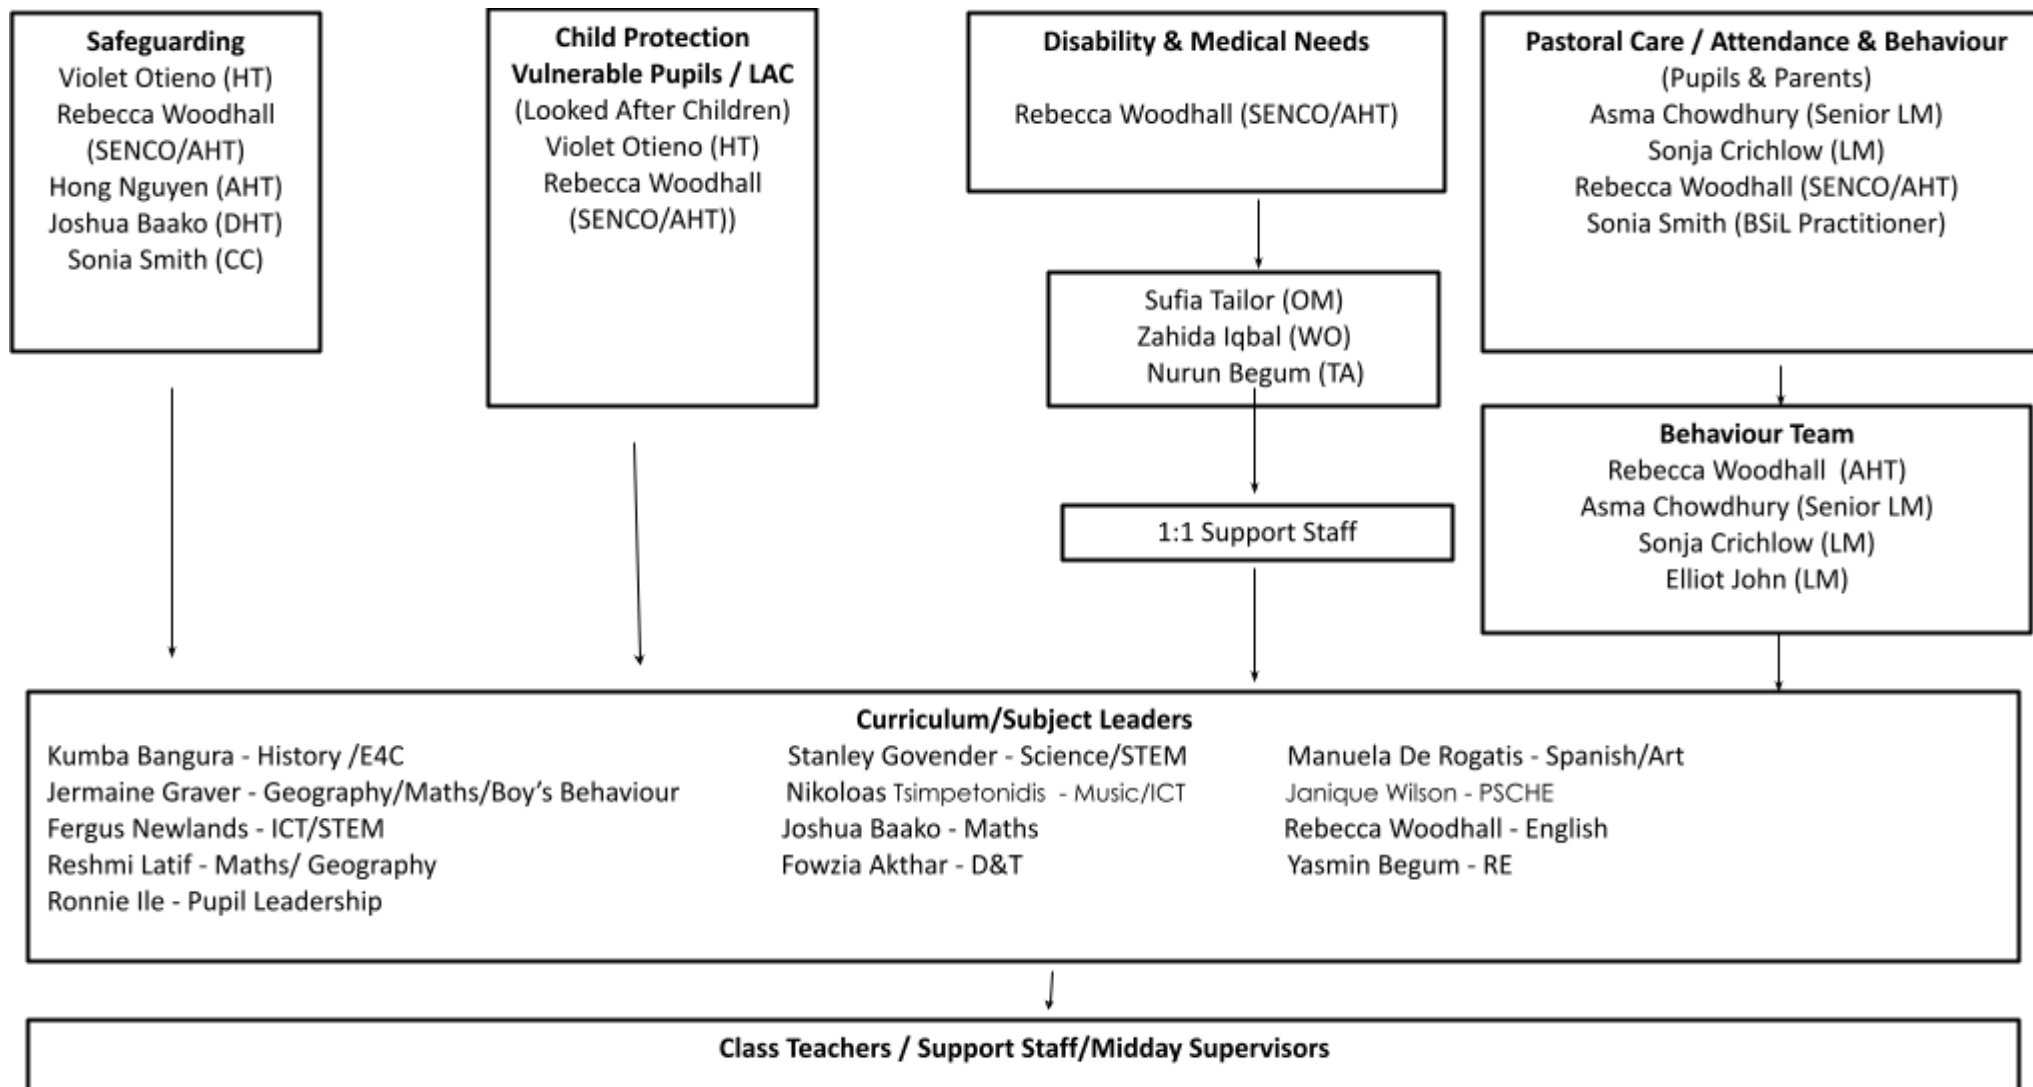 Safeguarding
Violet Otieno (HT)
Rebecca Woodhall
(SENCO/AHT)
Hong Nguyen (AHT)
Joshua Baako (DHT)
Sonia Smith (CC)
Child Protection
Vulnerable Pupils / LAC
(Looked After Children)
Violet Otieno (HT)
Rebecca Woodhall
(SENCO/AHT))
Disability & Medical Needs
Rebecca Woodhall (SENCO/AHT)
Sufia Tailor (OM)
Zahida Iqbal (WO)
Nurun Begum (TA)
1:1 Support Staff
Pastoral Care / Attendance & Behaviour
(Pupils & Parents)
Asma Chowdhury (Senior LM)
Sonja Crichlow (LM)
Rebecca Woodhall (SENCO/AHT)
Sonia Smith (BSiL Practitioner)
Behaviour Team
Rebecca Woodhall (AHT)
Asma Chowdhury (Senior LM)
Sonja Crichlow (LM)
Elliot John (LM)
Curriculum/Subject Leaders
Kumba Bangura - History /E4C
Jermaine Graver - Geography/Maths/Boy's Behaviour
Fergus Newlands - ICT/STEM
Reshmi Latif - Maths/ Geography
Ronnie Ile - Pupil Leadership
Stanley Govender - Science/STEM
Nikoloas Tsimpetonidis - Music/ICT
Joshua Baako - Maths
Fowzia Akthar - D&T
Manuela De Rogatis - Spanish/Art
Janique Wilson - PSCHE
Rebecca Woodhall - English
Yasmin Begum - RE
Class Teachers / Support Staff/Midday Supervisors